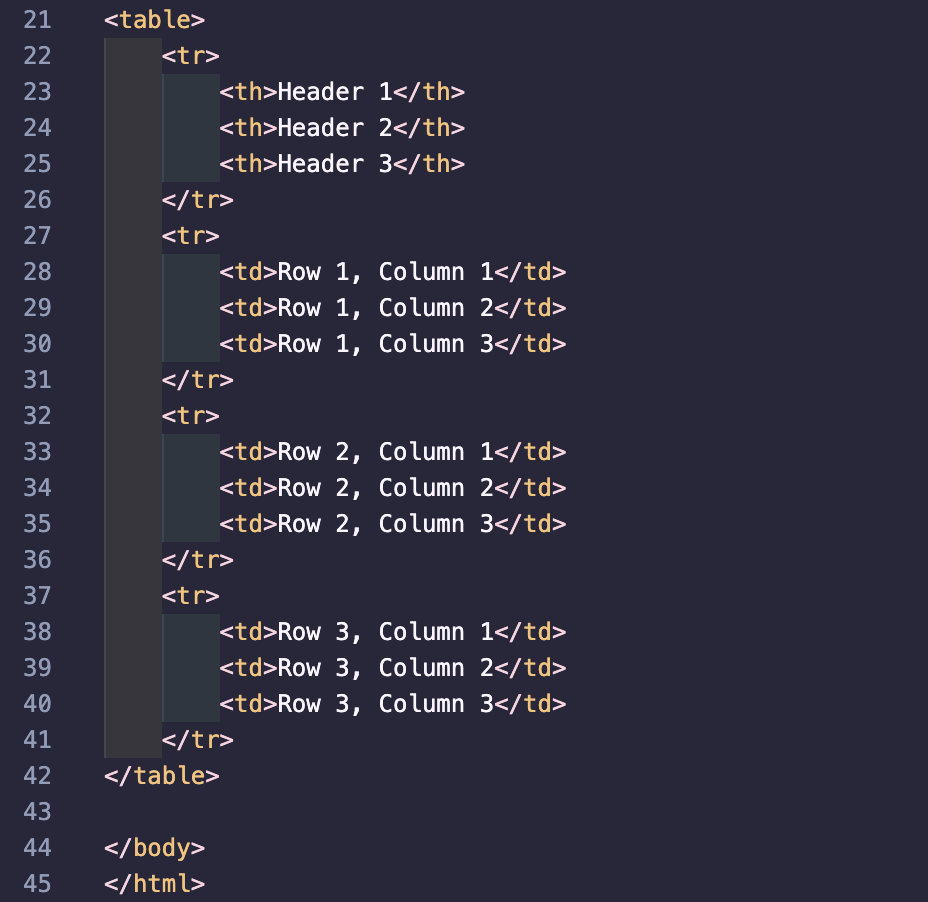 21 <table>
22 <tr>
23 <th>Header 1</th>
24 <th>Header 2</th>
25 <th>Header 3</th>
26 </tr>
27 <tr>
28 <td>Row 1, Column 1</td>
29 <td>Row 1, Column 2</td>
30 <td>Row 1, Column 3</td>
31 </tr>
32 <tr>
33 <td>Row 2, Column 1</td>
34 <td>Row 2, Column 2</td>
35 <td>Row 2, Column 3</td>
36 </tr>
37 <tr>
38 <td>Row 3, Column 1</td>
39 <td>Row 3, Column 2</td>
40 <td>Row 3, Column 3</td>
41 </tr>
42 </table>
43
44 </body>
45 </html>